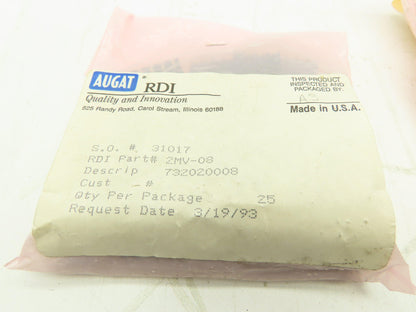 AUGAT RDI
Quality and Innovation
525 Randy Road, Carol Stream, Illinois 60188
THIS PRODUCT
INSPECTED AND
PACKAGED BY:
Made in U.S.A.
S.O. #. 31017
RDI Part# 2MV-08
Descrip 732020008
Cust _#
Qty Per Package 25
Request Date 3/19/93